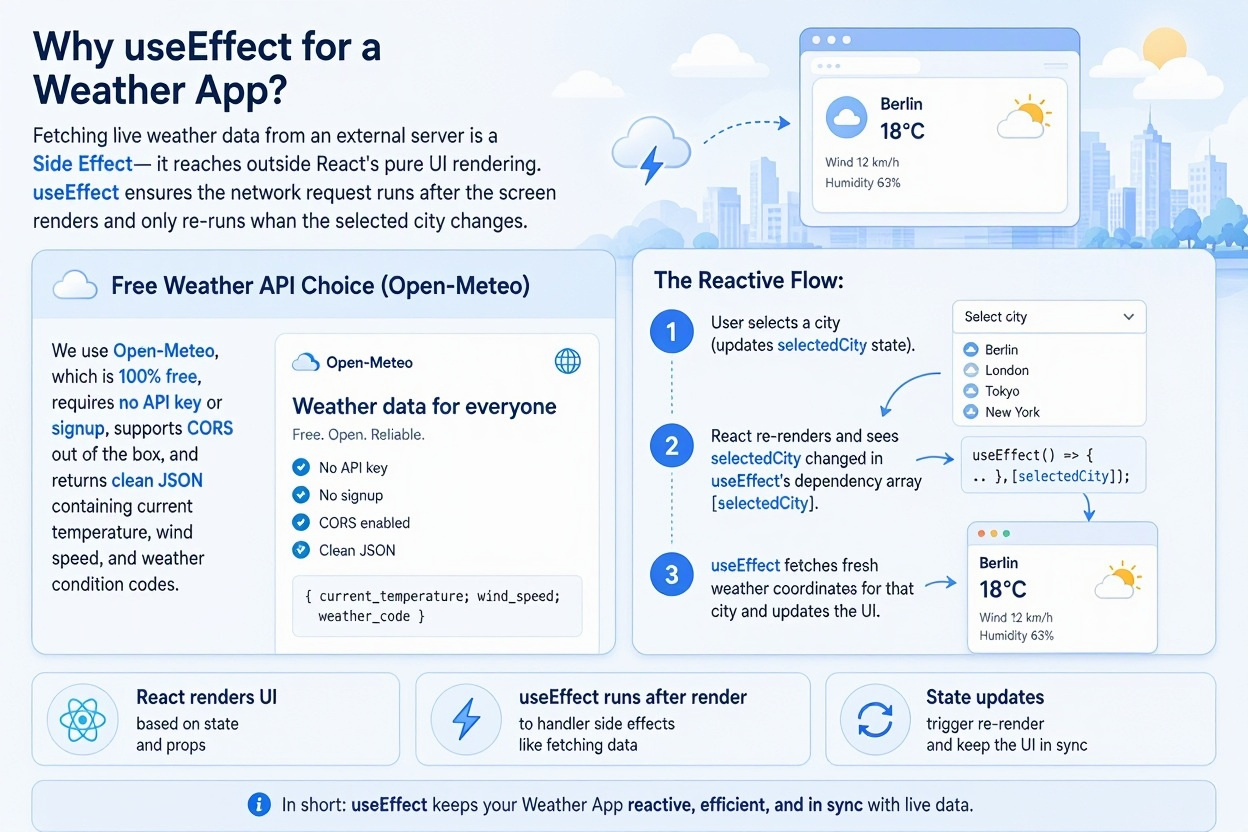 Why useEffect for a
Weather App?
Fetching live weather data from an external server is a
Side Effect— it reaches outside React's pure UI rendering.
useEffect ensures the network request runs after the screen
renders and only re-runs whan the selected city changes.
Berlin
18°C
Wind 12 km/h
Humidity 63%
Free Weather API Choice (Open-Meteo)
We use Open-Meteo,
which is 100% free,
requires no API key or
signup, supports CORS
out of the box, and
returns clean JSON
containing current
temperature, wind
speed, and weather
condition codes.
Open-Meteo
Weather data for everyone
Free. Open. Reliable.
No API key
No signup
CORS enabled
Clean JSON
{ current_temperature; wind_speed;
weather_code }
The Reactive Flow:
1
User selects a city
(updates selectedCity state).
Select city
Berlin
London
Tokyo
New York
2
React re-renders and sees
selectedCity changed in
useEffect's dependency array
[selectedCity].
useEffect() => {
.. },[selectedCity]);
3
useEffect fetches fresh
weather coordinates for that
city and updates the UI.
Berlin
18°C
Wind 12 km/h
Humidity 63%
React renders UI
based on state
and props
useEffect runs after render
to handler side effects
like fetching data
State updates
trigger re-render
and keep the UI in sync
In short: useEffect keeps your Weather App reactive, efficient, and in sync with live data.